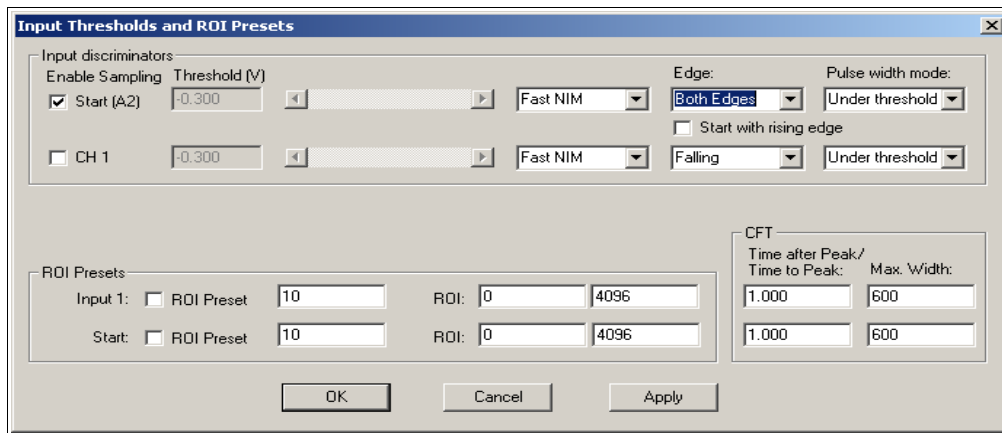 Input Thresholds and ROI Presets
Input discriminators
Enable Sampling Threshold (V) Edge: Pulse width mode:
Start (A2) -0.300 Fast NIM Both Edges Under threshold
Start with rising edge
CH 1 -0.300 Fast NIM Falling Under threshold
CFT
Time after Peak/
Time to Peak: Max. Width:
ROI Presets
Input 1: ROI Preset 10 ROI: 0 4096 1.000 600
Start: ROI Preset 10 ROI: 0 4096 1.000 600
OK Cancel Apply